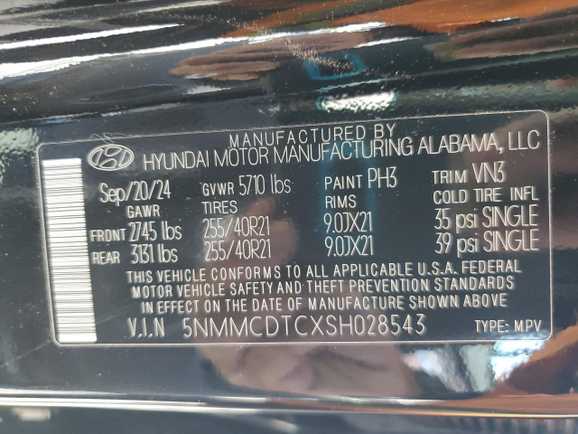 MANUFACTURED BY
HYUNDAI MOTOR MANUFACTURING ALABAMA, LLC
Sep/20/24 GVWR 5710 lbs PAINT PH3 TRIM VN3
GAWR TIRES RIMS COLD TIRE INFL
FRONT 2745 lbs 255/40R21 9.0JX21 35 psi SINGLE
REAR 3131 lbs 255/40R21 9.0JX21 39 psi SINGLE
THIS VEHICLE CONFORMS TO ALL APPLICABLE U.S.A. FEDERAL
MOTOR VEHICLE SAFETY AND THEFT PREVENTION STANDARDS
IN EFFECT ON THE DATE OF MANUFACTURE SHOWN ABOVE.
V.I.N 5NMMCDTCXSH028543 TYPE: MPV